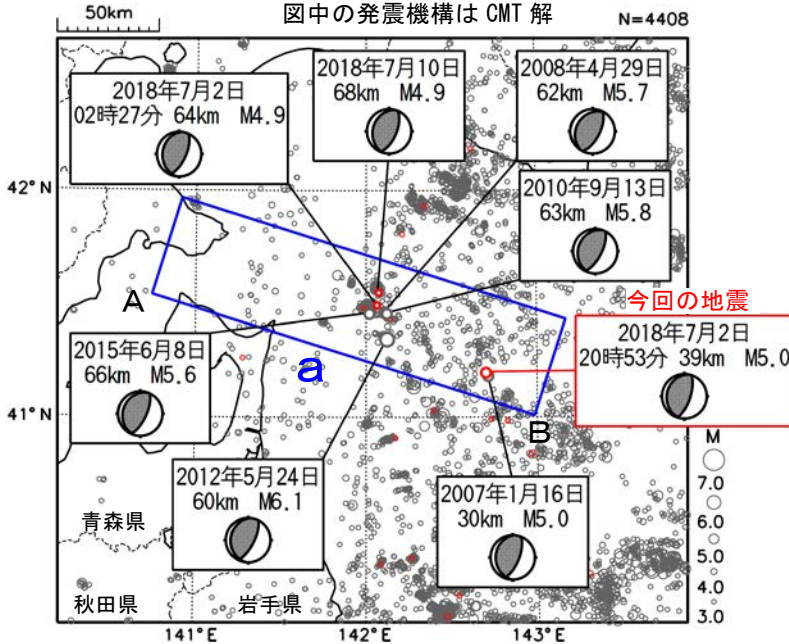 50km
図中の発震機構は CMT 解
N=4408
2018年7月2日
02時27分 64km M4.9
2018年7月10日
68km M4.9
2008年4月29日
62km M5.7
2010年9月13日
63km M5.8
42°N
A
今回の地震
2018年7月2日
20時53分 39km M5.0
2015年6月8日
66km M5.6
a
41°N
B
2012年5月24日
60km M6.1
2007年1月16日
30km M5.0
M
7.0
6.0
5.0
4.0
3.0
青森県
秋田県
岩手県
141°E
142°E
143°E